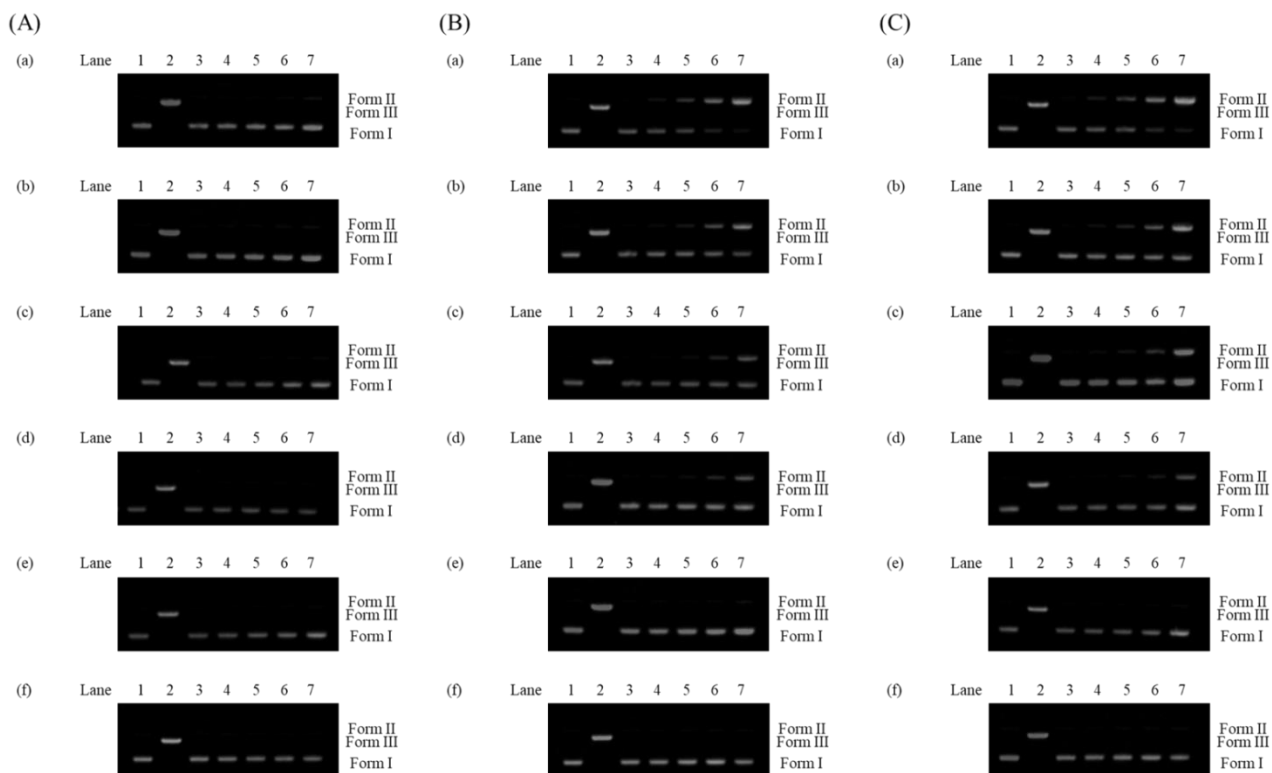 (A)
(B)
(C)
(a) Lane 1 2 3 4 5 6 7
Form II
Form III
Form I
(a) Lane 1 2 3 4 5 6 7
Form II
Form III
Form I
(a) Lane 1 2 3 4 5 6 7
Form II
Form III
Form I
(b) Lane 1 2 3 4 5 6 7
Form II
Form III
Form I
(b) Lane 1 2 3 4 5 6 7
Form II
Form III
Form I
(b) Lane 1 2 3 4 5 6 7
Form II
Form III
Form I
(c) Lane 1 2 3 4 5 6 7
Form II
Form III
Form I
(c) Lane 1 2 3 4 5 6 7
Form II
Form III
Form I
(c) Lane 1 2 3 4 5 6 7
Form II
Form III
Form I
(d) Lane 1 2 3 4 5 6 7
Form II
Form III
Form I
(d) Lane 1 2 3 4 5 6 7
Form II
Form III
Form I
(d) Lane 1 2 3 4 5 6 7
Form II
Form III
Form I
(e) Lane 1 2 3 4 5 6 7
Form II
Form III
Form I
(e) Lane 1 2 3 4 5 6 7
Form II
Form III
Form I
(e) Lane 1 2 3 4 5 6 7
Form II
Form III
Form I
(f) Lane 1 2 3 4 5 6 7
Form II
Form III
Form I
(f) Lane 1 2 3 4 5 6 7
Form II
Form III
Form I
(f) Lane 1 2 3 4 5 6 7
Form II
Form III
Form I